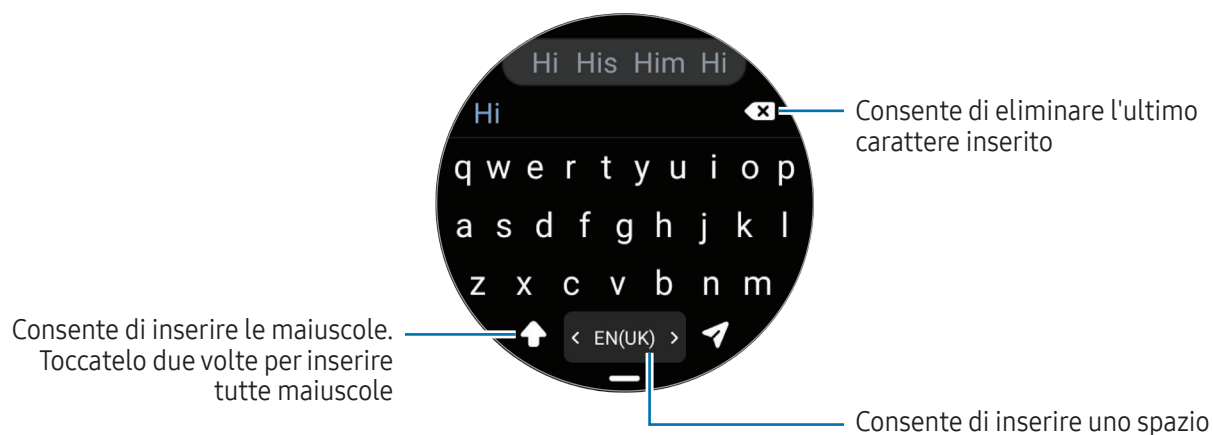 Hi His Him Hi
Hi
Consente di eliminare l'ultimo
carattere inserito
q w e r t y u i o p
a s d f g h j k l
z x c v b n m
Consente di inserire le maiuscole.
Toccatelo due volte per inserire
tutte maiuscole
< EN(UK) >
Consente di inserire uno spazio